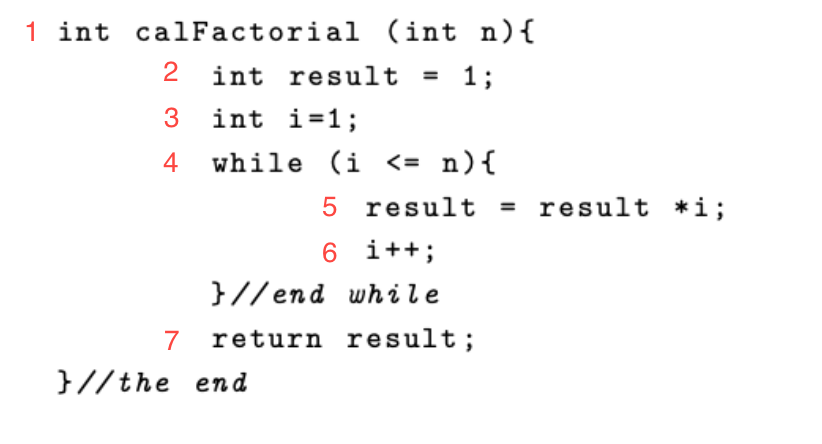 1 int calFactorial (int n){
2 int result = 1;
3 int i=1;
4 while (i <= n){
5 result = result *i;
6 i++;
}//end while
7 return result;
}//the end